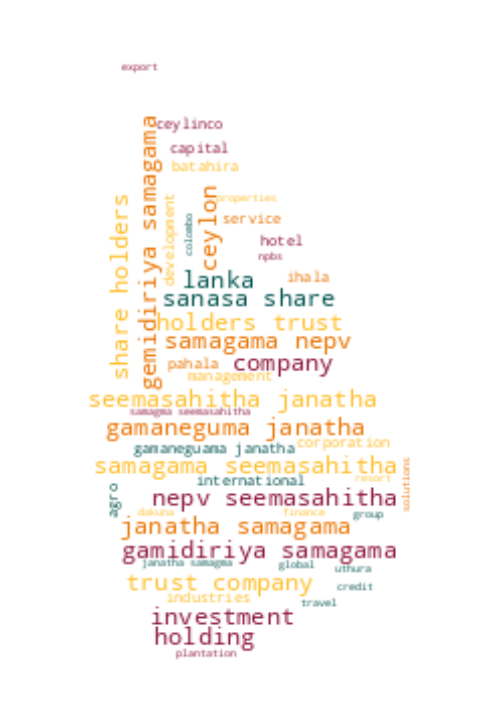 export
ceylinco
gemidiriya samagama
capital
batahira
share holders
development
properties
ceylon
colombo
service
hotel
npbs
lanka
ihala
sanasa share
holders trust
samagama nepv
pahala
company
management
seemasahitha janatha
samagma seemasahitha
gamaneguma janatha
corporation
gamaneguama janatha
samagama seemasahitha
solutions
international
resort
agro
nepv seemasahitha
dakuna
finance
group
janatha samagama
gamidiriya samagama
janatha samagma
global
uthura
trust company
credit
industries
travel
investment
holding
plantation